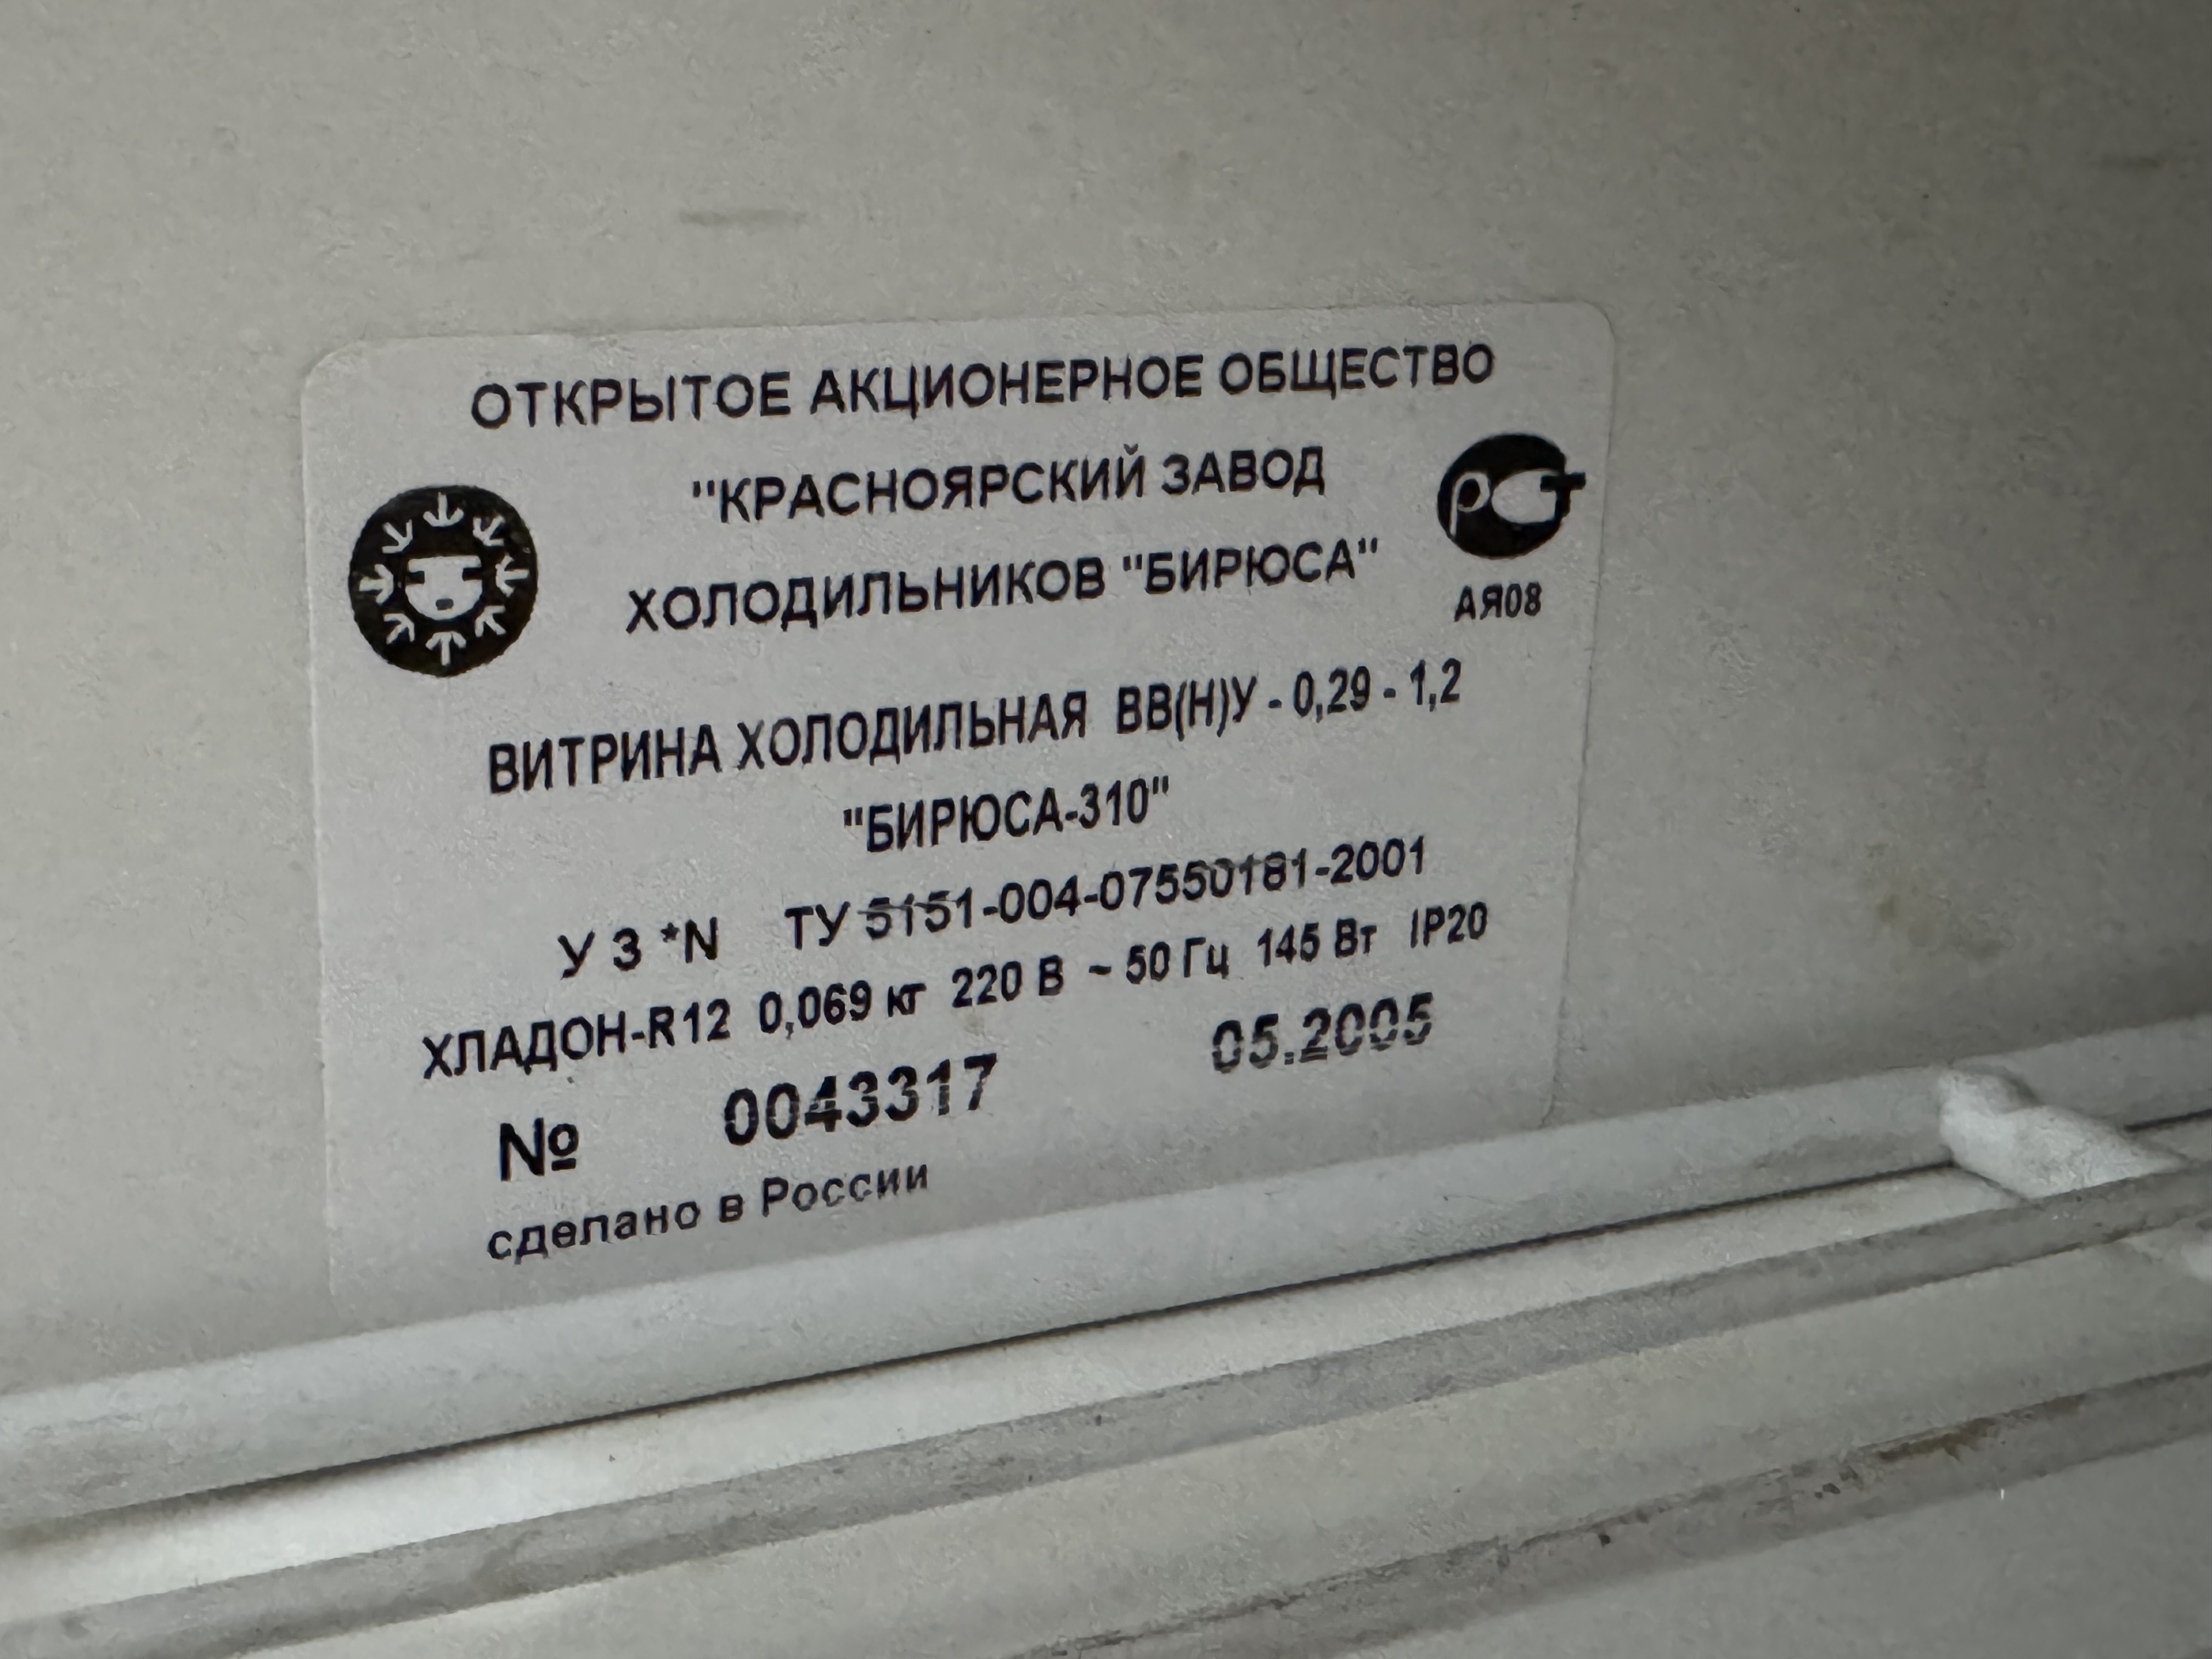 ОТКРЫТОЕ АКЦИОНЕРНОЕ ОБЩЕСТВО
"КРАСНОЯРСКИЙ ЗАВОД
ХОЛОДИЛЬНИКОВ "БИРЮСА"
РСТ
АЯ08
ВИТРИНА ХОЛОДИЛЬНАЯ ВВ(Н)У - 0,29 - 1,2
"БИРЮСА-310"
У 3 *N ТУ 5151-004-07550181-2001
ХЛАДОН-R12 0,069 кг 220 В ~ 50 Гц 145 Вт IP20
№ 0043317 05.2005
сделано в России